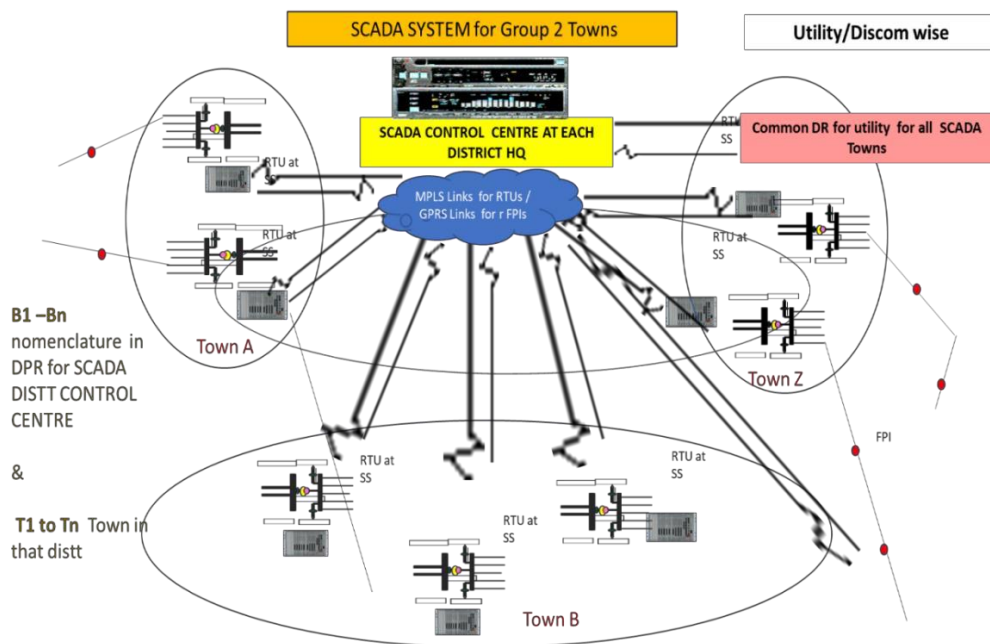 SCADA SYSTEM for Group 2 Towns
Utility/Discom wise
SCADA CONTROL CENTRE AT EACH
DISTRICT HQ
Common DR for utility for all SCADA
Towns
MPLS Links for RTUs /
GPRS Links for r FPIs
RTU at
RTU at
SS
Town A
SS
RTU at
SS
Town Z
B1 –Bn
nomenclature in
DPR for SCADA
DISTT CONTROL
CENTRE
&
T1 to Tn Town in
that distt
FPI
RTU at
SS
RTU at
SS
RTU at
SS
Town B